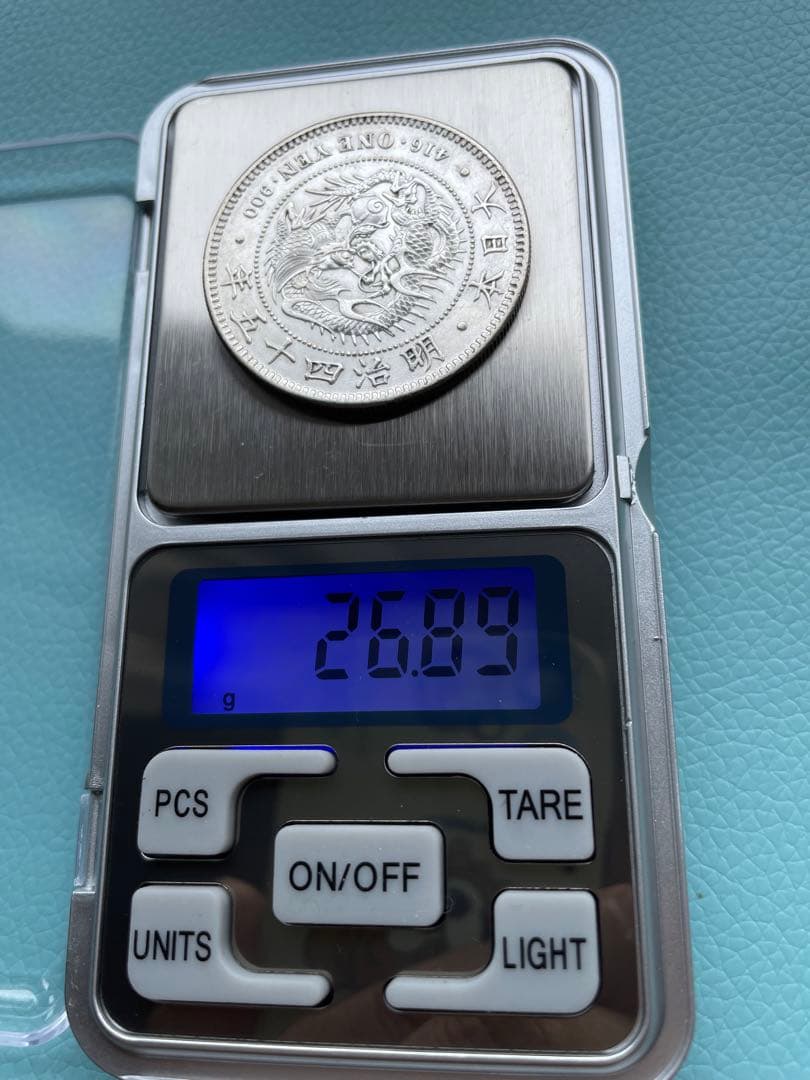 大日本・明治四十五年・
416・ONE YEN・900
26.89
g
PCS
TARE
ON/OFF
UNITS
LIGHT